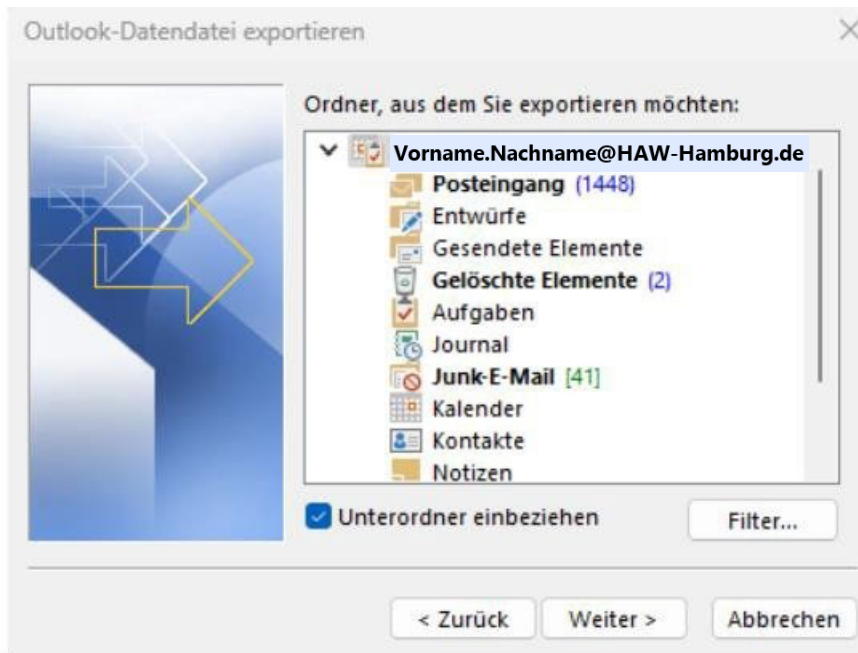 Outlook-Datendatei exportieren
Ordner, aus dem Sie exportieren möchten:
Vorname.Nachname@HAW-Hamburg.de
Posteingang (1448)
Entwürfe
Gesendete Elemente
Gelöschte Elemente (2)
Aufgaben
Journal
Junk-E-Mail [41]
Kalender
Kontakte
Notizen
Unterordner einbeziehen
Filter...
< Zurück
Weiter >
Abbrechen